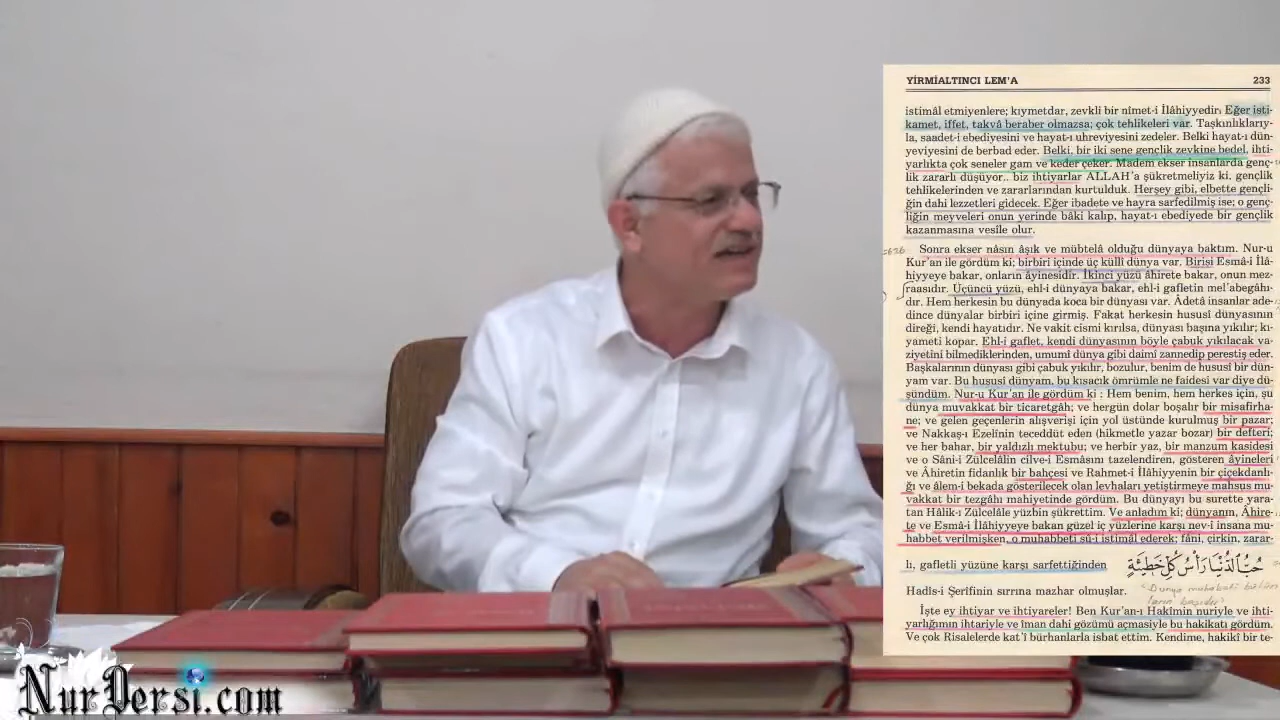 YİRMİALTINCI LEM'A 233
istimâl etmiyenlere; kıymetdar, zevkli bir nîmet-i İlâhiyyedir. Eğer isti-
kamet, iffet, takvâ beraber olmazsa; çok tehlikeleri var. Taşkınlıklarıy-
la, saadet-i ebediyesini ve hayat-ı uhreviyesini zedeler. Belki hayat-ı dün-
yeviyesini de berbad eder. Belki, bir iki sene gençlik zevkine bedel, ihti-
yarlıkta çok seneler gam ve keder çeker. Madem ekser insanlarda genç-
lik zararlı düşüyor.. biz ihtiyarlar ALLAH'a şükretmeliyiz ki, gençlik
tehlikelerinden ve zararlarından kurtulduk. Herşey gibi, elbette gençli-
ğin dahi lezzetleri gidecek. Eğer ibadete ve hayra sarfedilmiş ise; o genç-
liğin meyveleri onun yerinde bâki kalıp, hayat-ı ebediyede bir gençlik
kazanmasına vesîle olur.
Sonra ekser nâsın âşık ve mübtelâ olduğu dünyaya baktım. Nur-u
Kur'an ile gördüm ki; birbiri içinde üç küllî dünya var. Birisi Esmâ-i İlâ-
hiyyeye bakar, onların âyinesidir. İkinci yüzü âhirete bakar, onun mez-
raasıdır. Üçüncü yüzü, ehl-i dünyaya bakar, ehl-i gafletin mel'abegâhı-
dır. Hem herkesin bu dünyada koca bir dünyası var. Âdetâ insanlar ade-
dince dünyalar birbiri içine girmiş. Fakat herkesin hususî dünyasının
direği, kendi hayatıdır. Ne vakit cismi kırılsa, dünyası başına yıkılır; kı-
yameti kopar. Ehl-i gaflet, kendi dünyasının böyle çabuk yıkılacak va-
ziyetini bilmediklerinden, umumî dünya gibi daimî zannedip perestiş eder.
Başkalarının dünyası gibi çabuk yıkılır, bozulur, benim de hususî bir dün-
yam var. Bu hususî dünyam, bu kısacık ömrümle ne faidesi var diye dü-
şündüm. Nur-u Kur'an ile gördüm ki : Hem benim, hem herkes için, şu
dünya muvakkat bir ticaretgâh; ve hergün dolar boşalır bir misafirha-
ne; ve gelen geçenlerin alışverişi için yol üstünde kurulmuş bir pazar;
ve Nakkaş-ı Ezelînin teceddüt eden (hikmetle yazar bozar) bir defteri;
ve her bahar, bir yaldızlı mektubu; ve herbir yaz, bir manzum kasidesi
ve o Sâni-i Zülcelâlin cilve-i Esmâsını tazelendiren, gösteren âyineleri
ve Âhiretin fidanlık bir bahçesi ve Rahmet-i İlâhiyyenin bir çiçekdanlı-
ğı ve âlem-i bekada gösterilecek olan levhaları yetiştirmeye mahsus mu-
vakkat bir tezgâhı mahiyetinde gördüm. Bu dünyayı bu surette yara-
tan Hâlik-ı Zülcelâle yüzbin şükrettim. Ve anladım ki; dünyanın, Âhire-
te ve Esmâ-i İlâhiyyeye bakan güzel iç yüzlerine karşı nev-i insana mu-
habbet verilmişken, o muhabbeti sû-i istimâl ederek; fâni, çirkin, zarar-
lı, gafletli yüzüne karşı sarfettiğinden حُبُّ الدُّنْيَا رَأْسُ كُلِّ خَطِيئَةٍ
Hadîs-i Şerîfinin sırrına mazhar olmuşlar.
İşte ey ihtiyar ve ihtiyareler! Ben Kur'an-ı Hakîmin nuriyle ve ihti-
yarlığımın ihtariyle ve îman dahi gözümü açmasiyle bu hakikatı gördüm.
Ve çok Risalelerde kat'î bürhanlarla isbat ettim. Kendime, hakikî bir te-
NurDersi.com